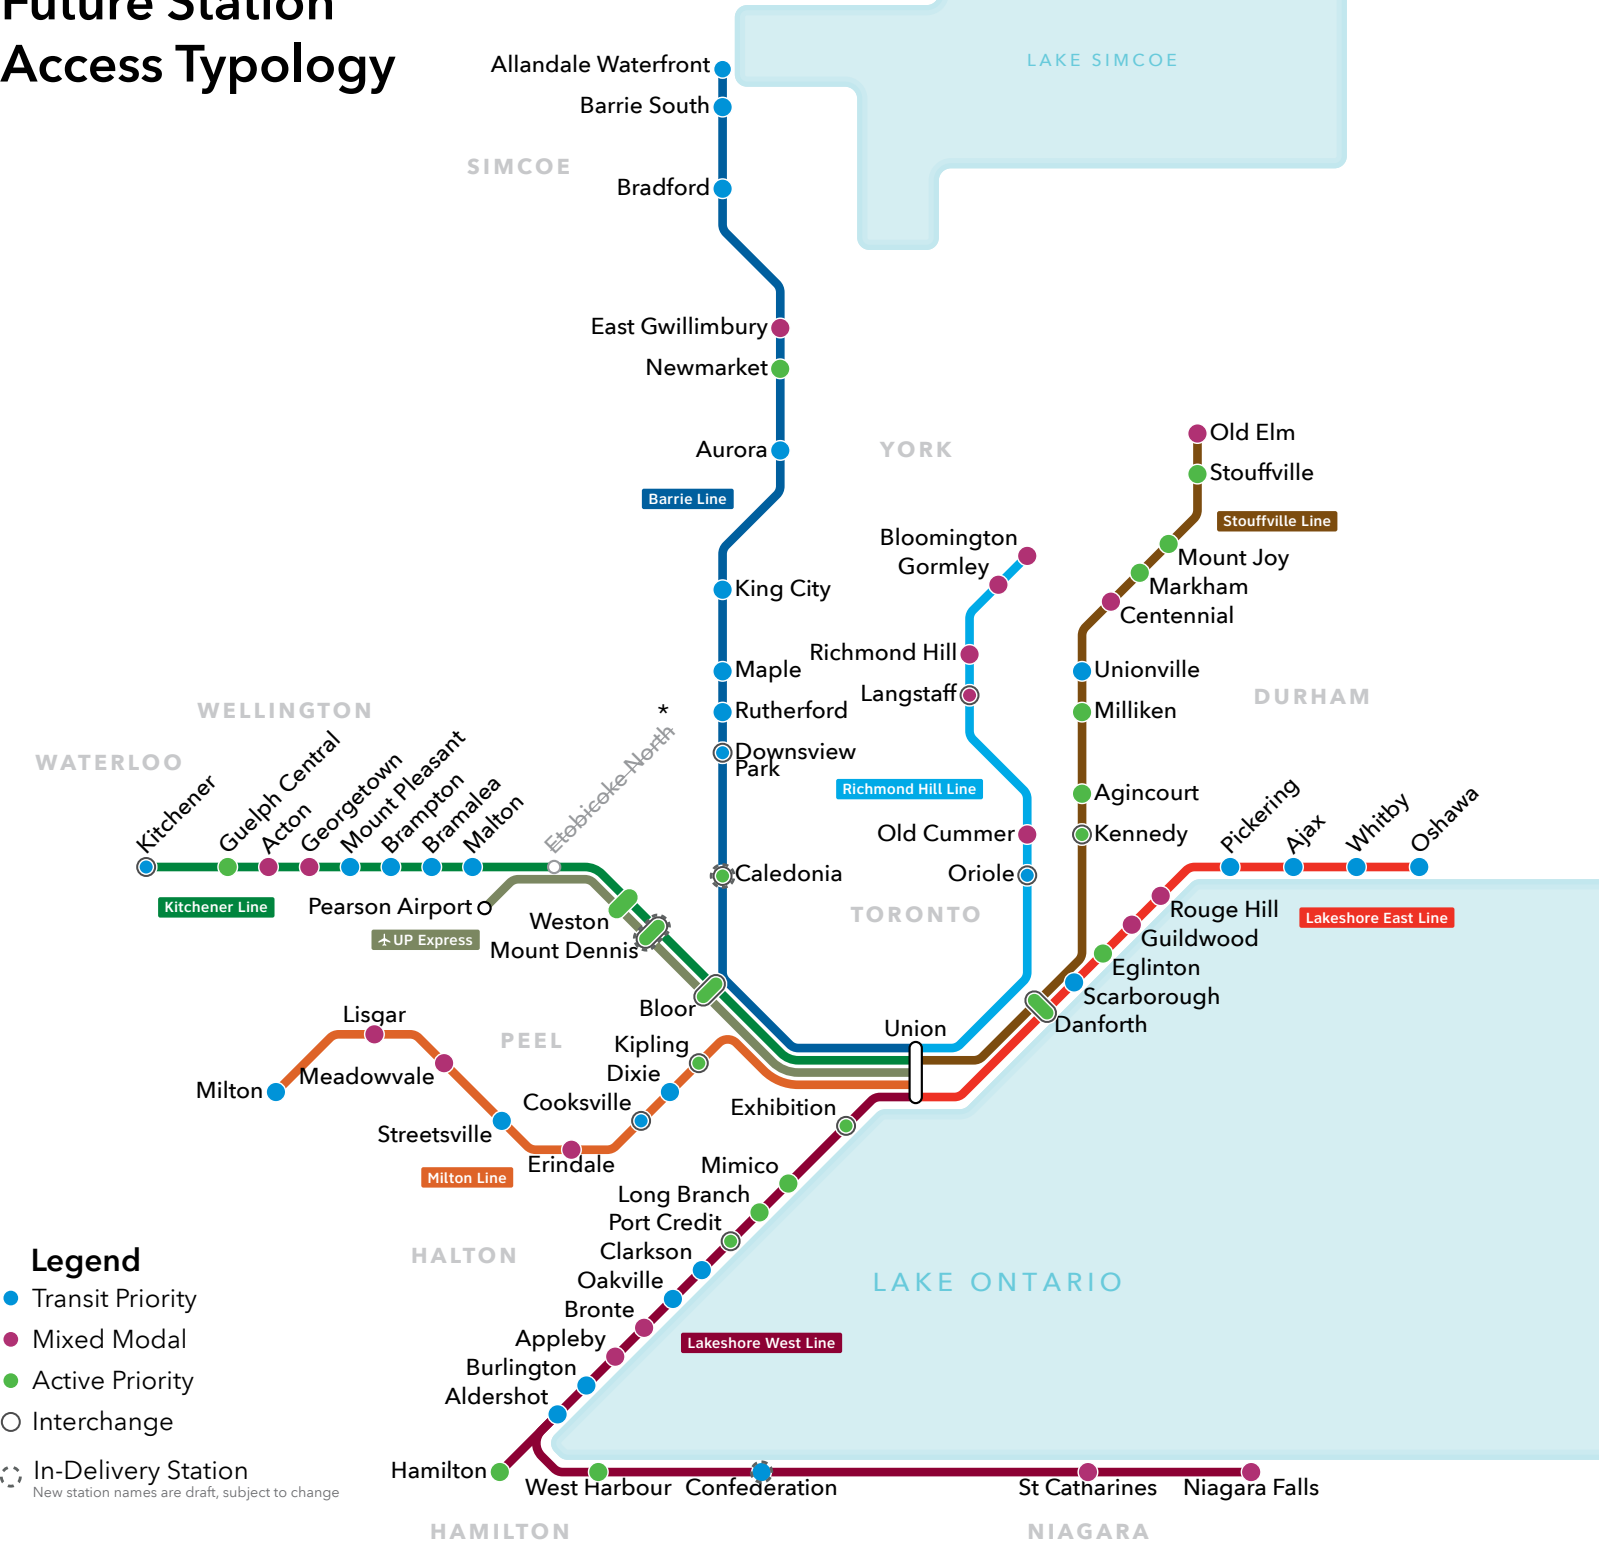 Future Station
Access Typology
LAKE SIMCOE
Allandale Waterfront
Barrie South
SIMCOE
Bradford
East Gwillimbury
Newmarket
Aurora
YORK
Barrie Line
Old Elm
Stouffville
Stouffville Line
Bloomington
Gormley
Mount Joy
Markham
Centennial
King City
Richmond Hill
Maple
Unionville
Langstaff
DURHAM
Rutherford
Milliken
WELLINGTON
*
Downsview
Park
WATERLOO
Richmond Hill Line
Agincourt
Kitchener
Guelph Central
Acton
Georgetown
Mount Pleasant
Brampton
Bramalea
Malton
Etobicoke North
Old Cummer
Kennedy
Pickering
Ajax
Whitby
Oshawa
Caledonia
Oriole
Kitchener Line
Pearson Airport
UP Express
Weston
Mount Dennis
TORONTO
Rouge Hill
Lakeshore East Line
Guildwood
Eglinton
Scarborough
Bloor
Danforth
Lisgar
Union
PEEL
Kipling
Meadowvale
Dixie
Milton
Cooksville
Exhibition
Streetsville
Erindale
Milton Line
Mimico
Long Branch
Port Credit
HALTON
Clarkson
Oakville
LAKE ONTARIO
Bronte
Appleby
Lakeshore West Line
Burlington
Aldershot
Legend
Transit Priority
Mixed Modal
Active Priority
Interchange
In-Delivery Station
New station names are draft, subject to change
Hamilton
West Harbour
Confederation
St Catharines
Niagara Falls
HAMILTON
NIAGARA